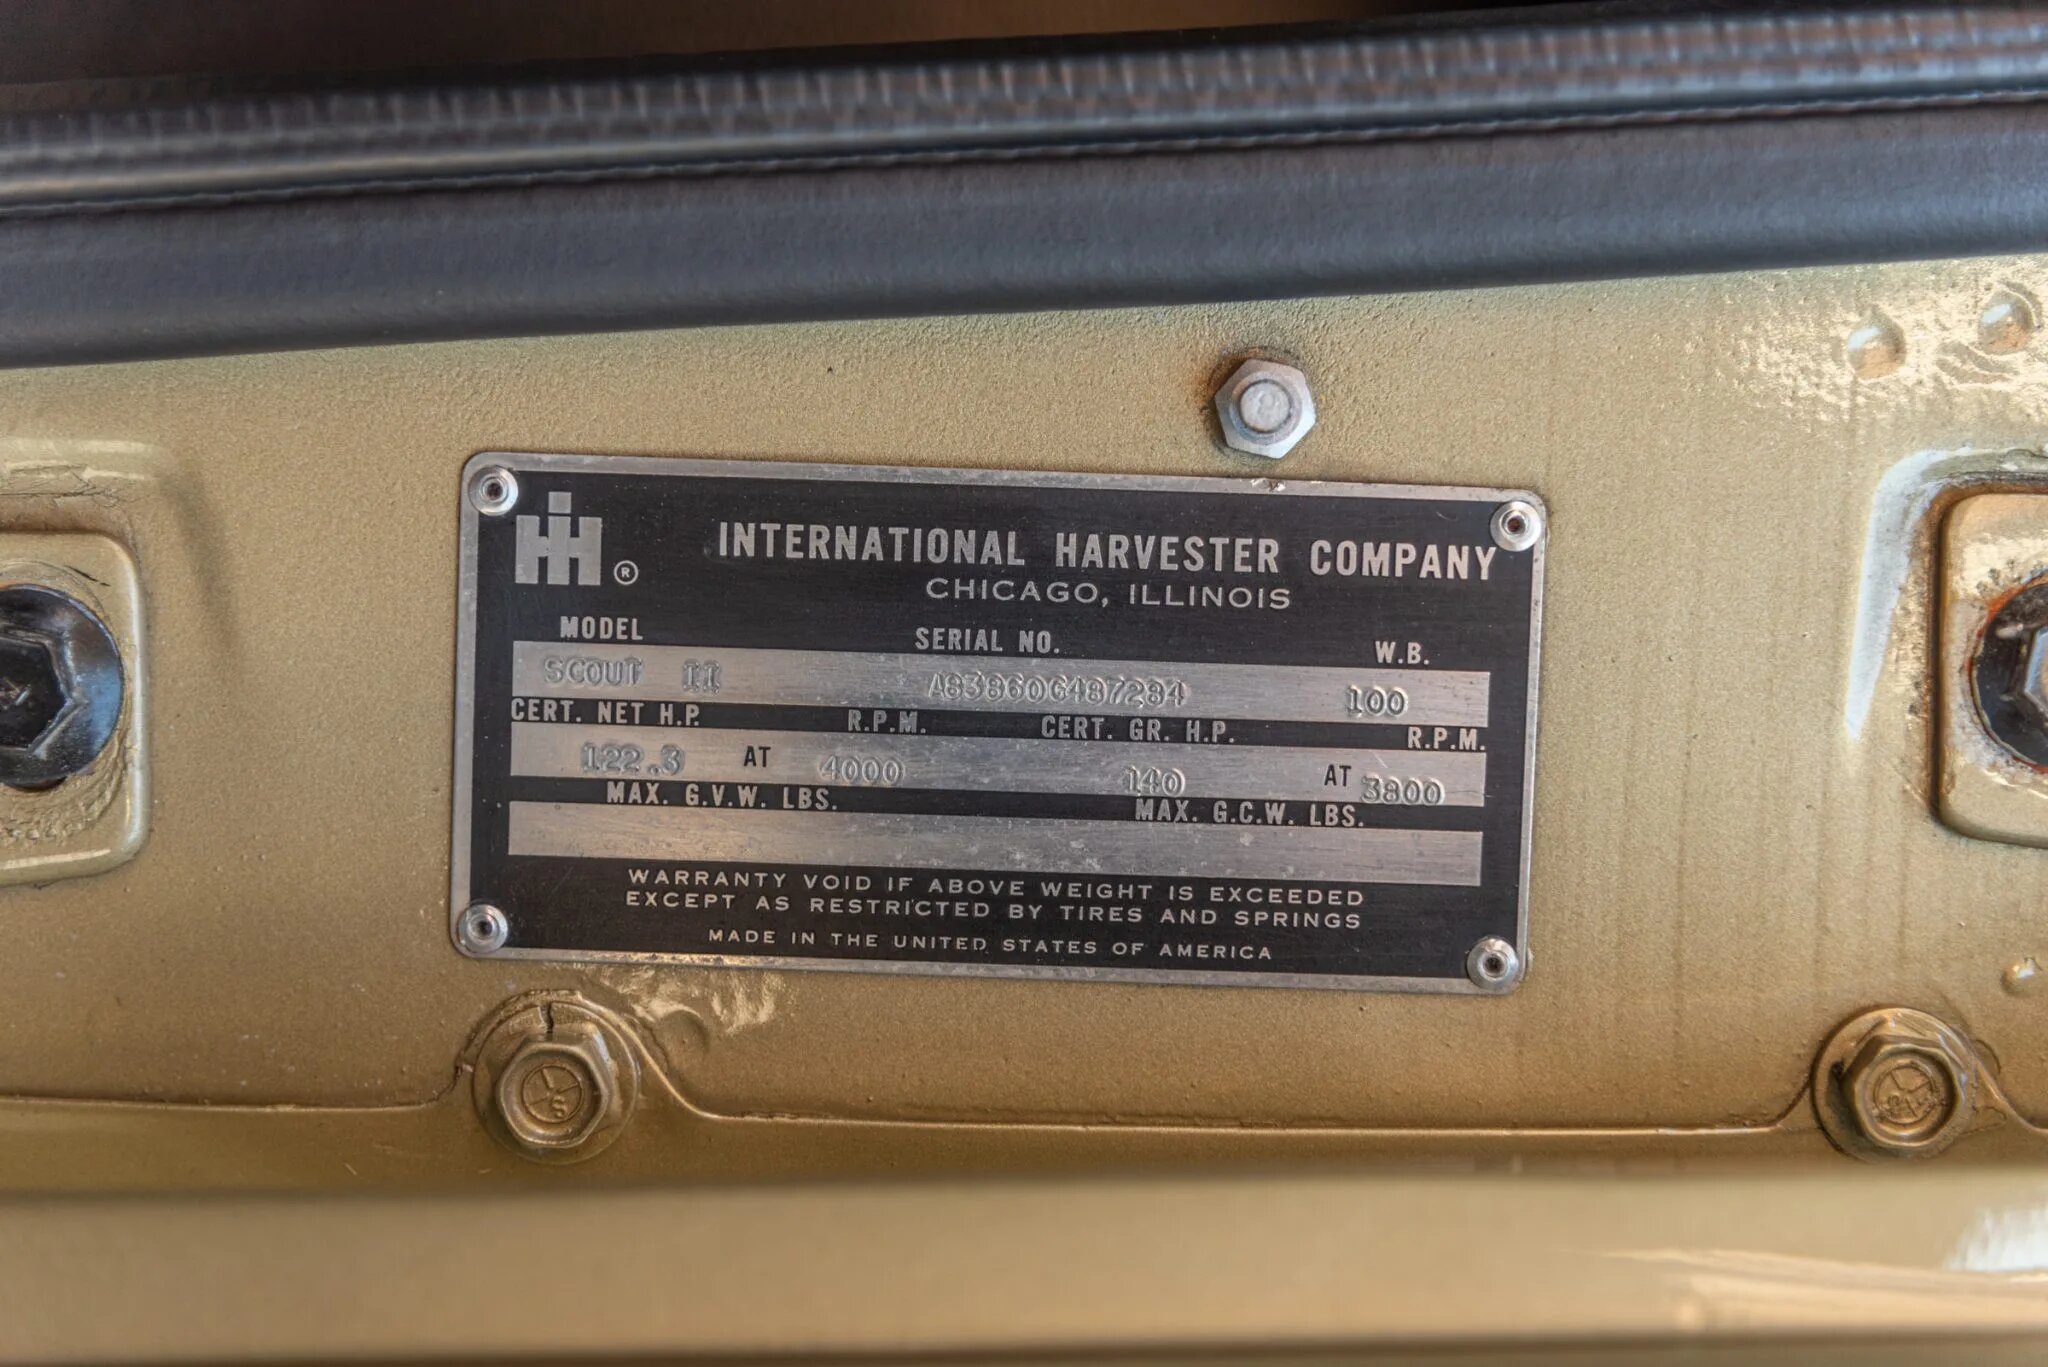 IH ®
INTERNATIONAL HARVESTER COMPANY
CHICAGO, ILLINOIS
MODEL SERIAL NO. W.B.
SCOUT II A83860G487284 100
CERT. NET H.P. R.P.M. CERT. GR. H.P. R.P.M.
122.3 AT 4000 140 AT 3800
MAX. G.V.W. LBS. MAX. G.C.W. LBS.
WARRANTY VOID IF ABOVE WEIGHT IS EXCEEDED
EXCEPT AS RESTRICTED BY TIRES AND SPRINGS
MADE IN THE UNITED STATES OF AMERICA